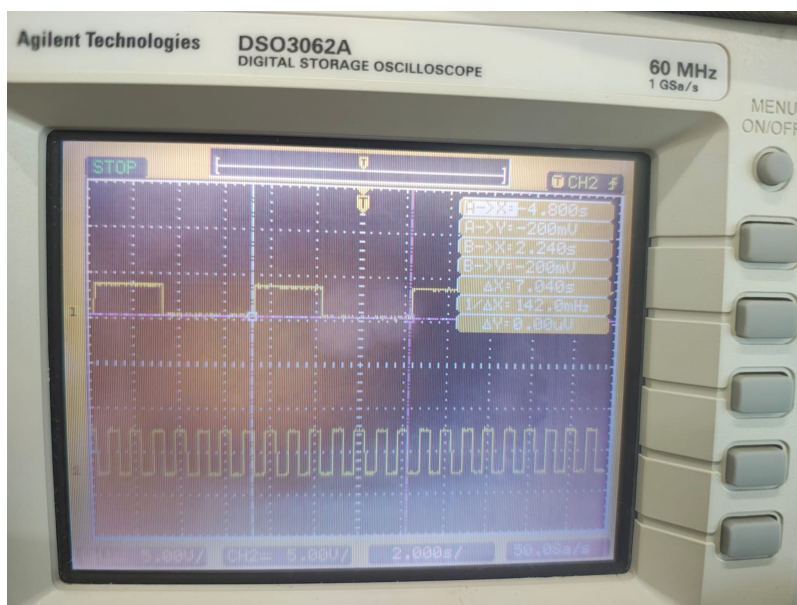 Agilent Technologies
DSO3062A
DIGITAL STORAGE OSCILLOSCOPE
60 MHz
1 GSa/s
MENU
ON/OFF
STOP
T
T CH2
T
A->X:-4.800s
A->Y:-200mV
B->X:2.240s
B->Y:-200mV
ΔX:7.040s
1/ΔX:142.0mHz
ΔY:0.00uV
1
2
5.00V/
CH2= 5.00V/
2.000s/
50.0Sa/s